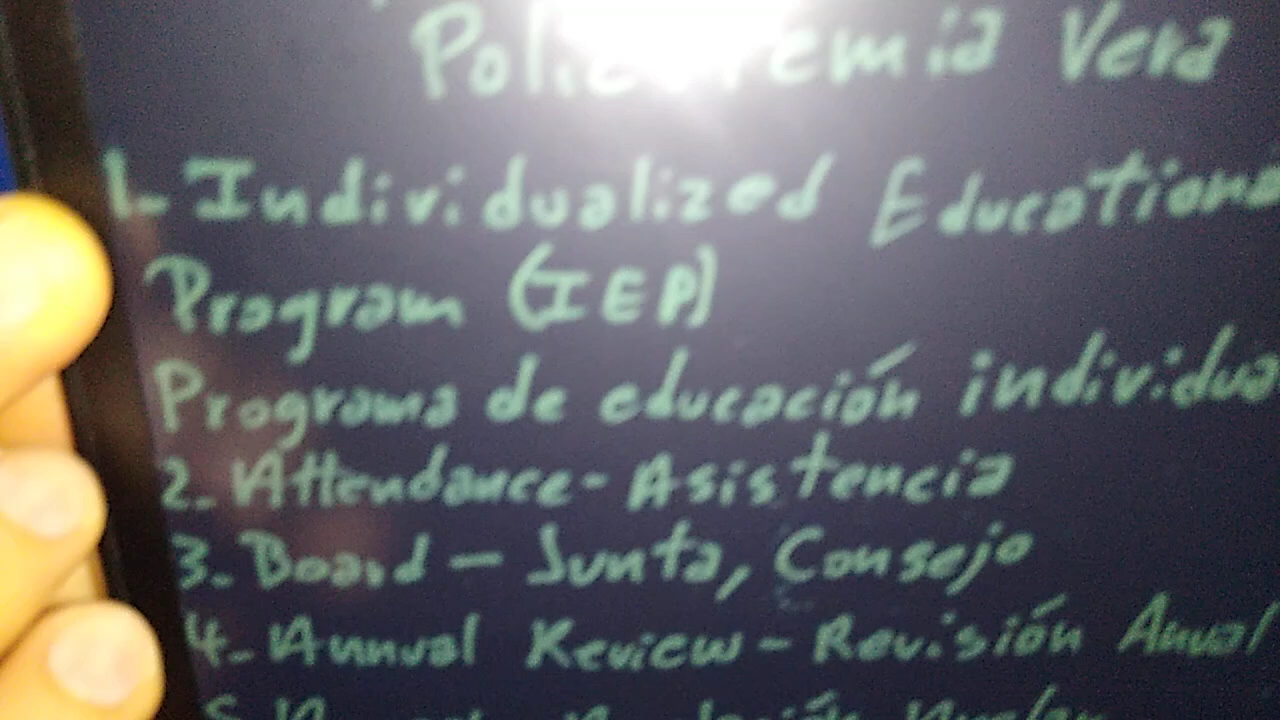 Vera
1- Individualized Educationa
Program (IEP)
Programa de educación individua
2- Attendance- Asistencia
3- Board - Junta, Consejo
4- Annual Review - Revisión Anual